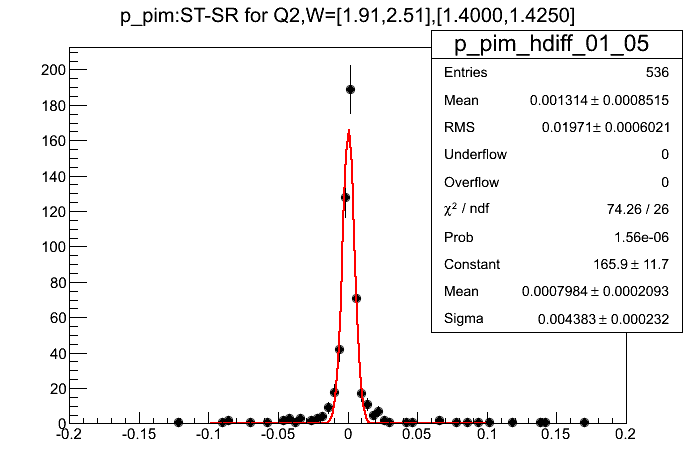 p_pim:ST-SR for Q2,W=[1.91,2.51],[1.4000,1.4250]
p_pim_hdiff_01_05
Entries 536
Mean 0.001314 ± 0.0008515
RMS 0.01971 ± 0.0006021
Underflow 0
Overflow 0
χ² / ndf 74.26 / 26
Prob 1.56e-06
Constant 165.9 ± 11.7
Mean 0.0007984 ± 0.0002093
Sigma 0.004383 ± 0.000232
200
180
160
140
120
100
80
60
40
20
0
-0.2 -0.15 -0.1 -0.05 0 0.05 0.1 0.15 0.2